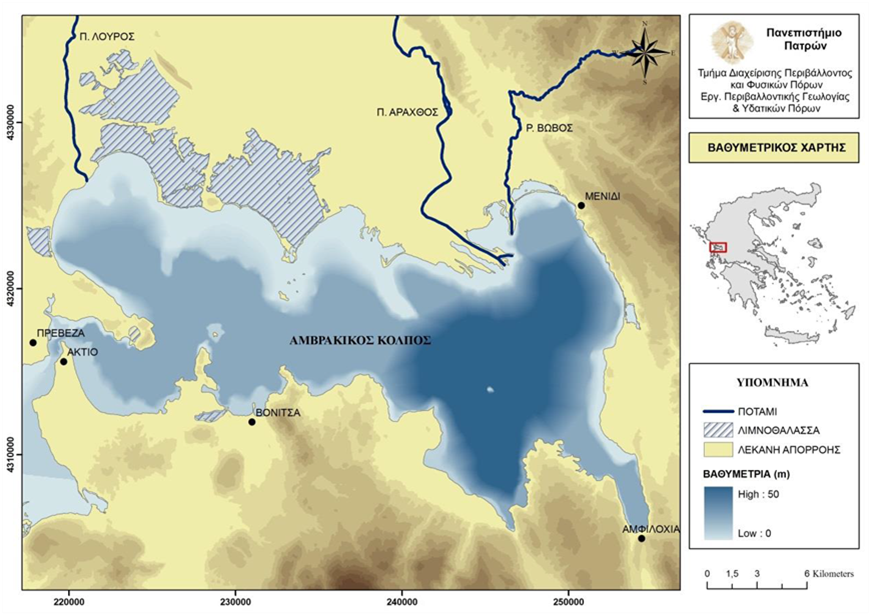 Π. ΛΟΥΡΟΣ
Π. ΑΡΑΧΘΟΣ
Ρ. ΒΩΒΟΣ
ΜΕΝΙΔΙ
ΠΡΕΒΕΖΑ
ΑΚΤΙΟ
ΑΜΒΡΑΚΙΚΟΣ ΚΟΛΠΟΣ
ΒΟΝΙΤΣΑ
ΑΜΦΙΛΟΧΙΑ
N
E
S
4330000
4320000
4310000
220000
230000
240000
250000
Πανεπιστήμιο
Πατρών
Τμήμα Διαχείρισης Περιβάλλοντος
και Φυσικών Πόρων
Εργ. Περιβαλλοντικής Γεωλογίας
& Υδατικών Πόρων
ΒΑΘΥΜΕΤΡΙΚΟΣ ΧΑΡΤΗΣ
ΥΠΟΜΝΗΜΑ
ΠΟΤΑΜΙ
ΛΙΜΝΟΘΑΛΑΣΣΑ
ΛΕΚΑΝΗ ΑΠΟΡΡΟΗΣ
ΒΑΘΥΜΕΤΡΙΑ (m)
High : 50
Low : 0
0 1,5 3 6 Kilometers